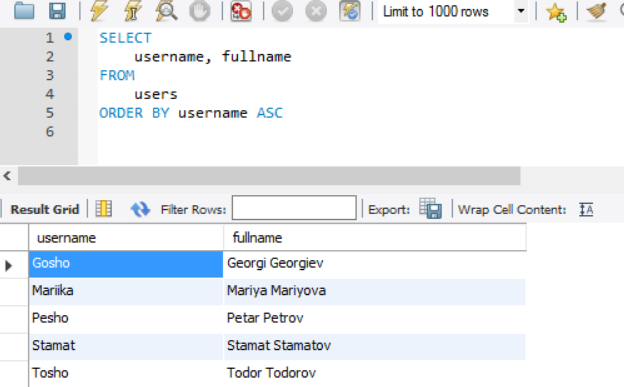 Limit to 1000 rows
1 SELECT
2 username, fullname
3 FROM
4 users
5 ORDER BY username ASC
6
Result Grid Filter Rows: Export: Wrap Cell Content: IA
username fullname
Gosho Georgi Georgiev
Mariika Mariya Mariyova
Pesho Petar Petrov
Stamat Stamat Stamatov
Tosho Todor Todorov